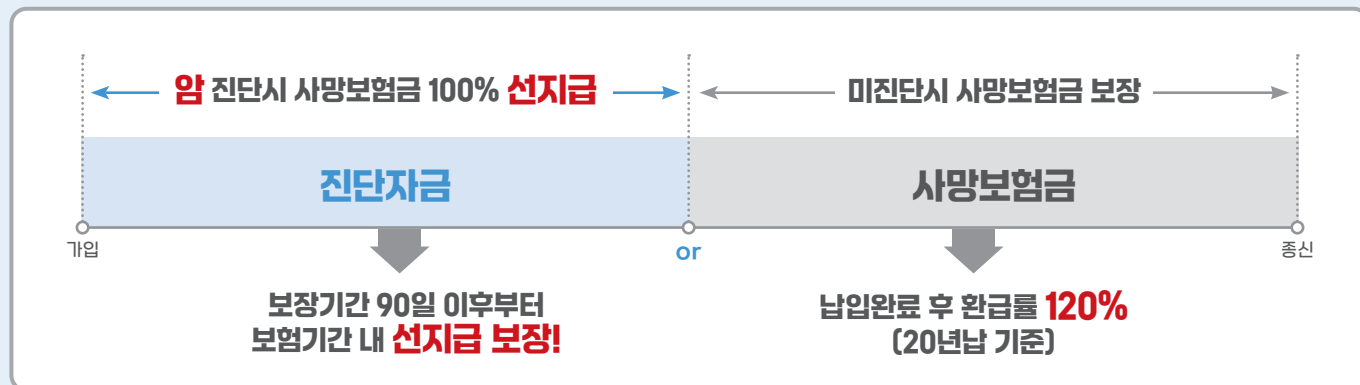 암 진단시 사망보험금 100% 선지급
미진단시 사망보험금 보장
진단자금
사망보험금
가입
or
종신
보장기간 90일 이후부터
보험기간 내 선지급 보장!
납입완료 후 환급률 120%
(20년납 기준)